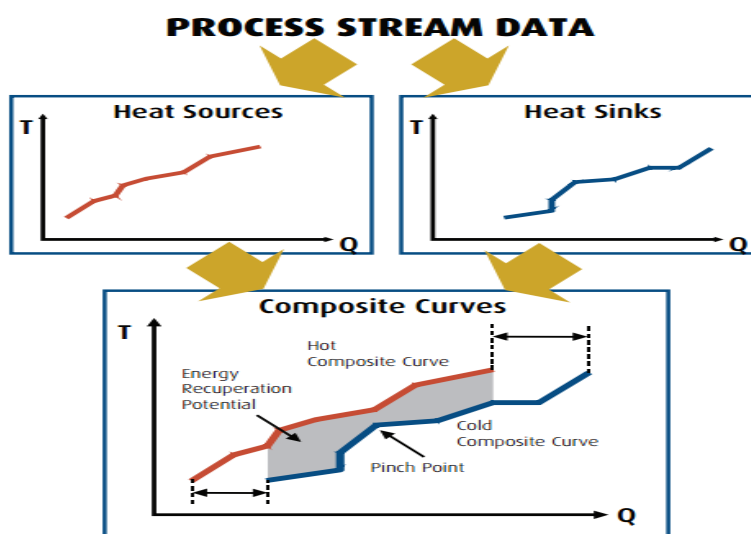 PROCESS STREAM DATA
Heat Sources
T
Q
Heat Sinks
T
Q
Composite Curves
T
Hot
Composite Curve
Energy
Recuperation
Potential
Cold
Composite Curve
Pinch Point
Q